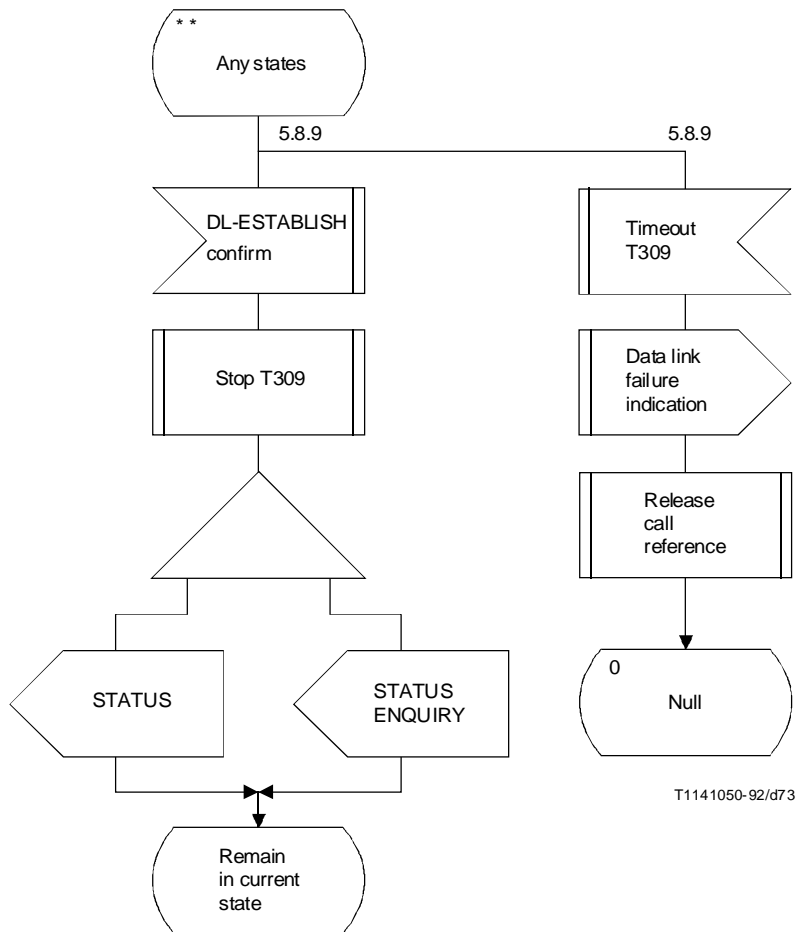 * *
Any states
5.8.9
5.8.9
DL-ESTABLISH
confirm
Timeout
T309
Stop T309
Data link
failure
indication
Release
call
reference
STATUS
STATUS
ENQUIRY
0
Null
T1141050-92/d73
Remain
in current
state